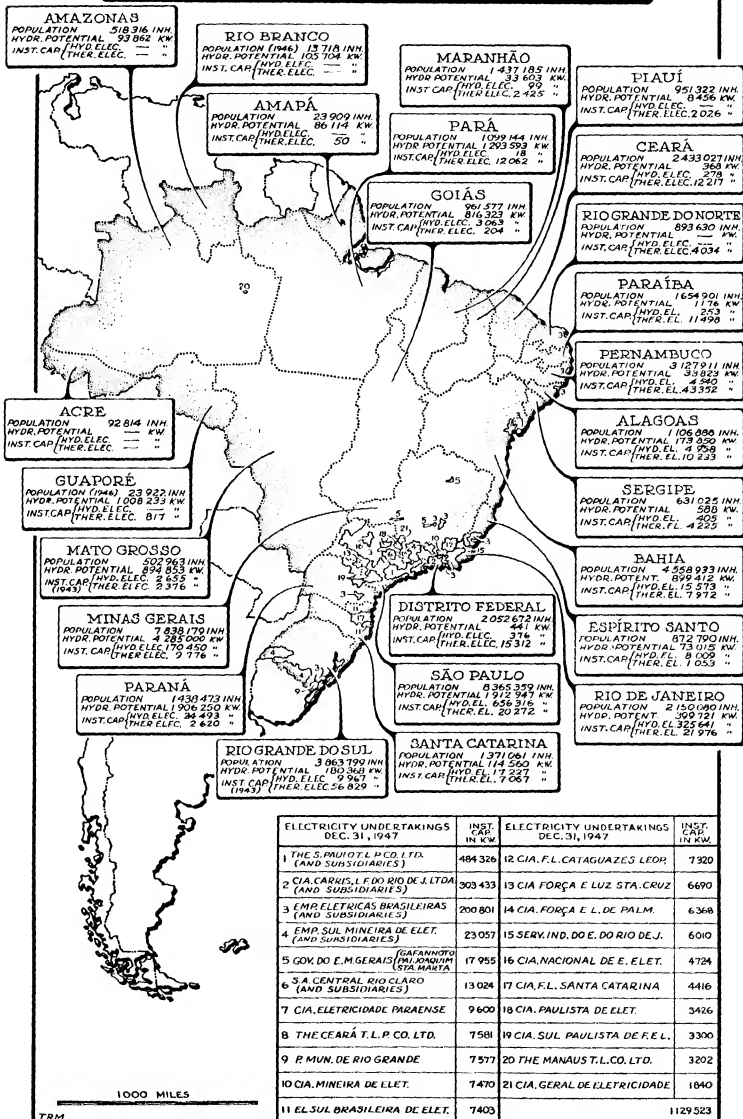 AMAZONAS
POPULATION 518 316 INH.
HYDR. POTENTIAL 93 862 KW
INST. CAP. {HYD. ELEC. — "
{THER. ELEC. — "
RIO BRANCO
POPULATION (1946) 13 718 INH.
HYDR. POTENTIAL 105 704 KW
INST. CAP. {HYD. ELEC. — "
{THER. ELEC. — "
AMAPÁ
POPULATION 23 909 INH.
HYDR. POTENTIAL 86 114 KW.
INST. CAP. {HYD. ELEC. — "
{THER. ELEC. 50 "
MARANHÃO
POPULATION 1 437 185 INH.
HYDR. POTENTIAL 33 603 KW.
INST. CAP. {HYD. ELEC. 99 "
{THER ELEC. 2 425 "
PARÁ
POPULATION 1 099 144 INH.
HYDR. POTENTIAL 1 293 593 KW.
INST. CAP. {HYD. ELEC. 18 "
{THER. ELEC. 12 062 "
GOIÁS
POPULATION 961 577 INH.
HYDR. POTENTIAL 816 323 KW.
INST. CAP. {HYD. ELEC. 3 063 "
{THER. ELEC. 204 "
PIAUÍ
POPULATION 951 322 INH.
HYDR. POTENTIAL 8 456 KW.
INST. CAP. {HYD. ELEC. — "
{THER. ELEC. 2 026 "
CEARÁ
POPULATION 2 433 027 INH.
HYDR. POTENTIAL 368 KW.
INST. CAP. {HYD. ELEC. 278 "
{THER. ELEC. 12 217 "
RIO GRANDE DO NORTE
POPULATION 893 630 INH.
HYDR. POTENTIAL — KW.
INST. CAP. {HYD. ELEC. — "
{THER. ELEC. 4 034 "
PARAÍBA
POPULATION 1 654 901 INH.
HYDR. POTENTIAL 1 176 KW
INST. CAP. {HYD. EL. 253 "
{THER. EL. 11 498 "
PERNAMBUCO
POPULATION 3 127 911 INH.
HYDR. POTENTIAL 33 823 KW.
INST. CAP. {HYD. EL. 4 540 "
{THER. EL. 43 352 "
ALAGOAS
POPULATION 1 106 888 INH.
HYDR. POTENTIAL 173 850 KW.
INST. CAP. {HYD. EL. 4 958 "
{THER. EL. 10 233 "
SERGIPE
POPULATION 631 025 INH.
HYDR. POTENTIAL 588 KW.
INST. CAP. {HYD. EL. 405 "
{THER. EL. 4 225 "
BAHIA
POPULATION 4 558 933 INH.
HYDR. POTENT. 899 412 KW.
INST. CAP. {HYD. EL. 15 573 "
{THER. EL. 7 972 "
ESPÍRITO SANTO
POPULATION 872 790 INH.
HYDR. POTENTIAL 73 015 KW.
INST. CAP. {HYD. EL. 8 009 "
{THER. EL. 1 053 "
RIO DE JANEIRO
POPULATION 2 150 080 INH.
HYDR. POTENT 399 721 KW.
INST. CAP. {HYD. EL. 325 641 "
{THER. EL. 21 976 "
ACRE
POPULATION 92 814 INH.
HYDR. POTENTIAL — KW.
INST. CAP. {HYD. ELEC. — "
{THER. ELEC. — "
GUAPORÉ
POPULATION (1946) 23 922 INH
HYDR. POTENTIAL 1 008 233 KW.
INST. CAP. {HYD. ELEC. — "
{THER. ELEC. 817 "
MATO GROSSO
POPULATION 502 963 INH
HYDR. POTENTIAL 894 853 KW.
INST. CAP. {HYD. ELEC. 2 655 "
(1943) {THER. ELEC. 2 376 "
MINAS GERAIS
POPULATION 7 838 179 INH
HYDR. POTENTIAL 4 285 000 KW
INST. CAP. {HYD. ELEC. 170 450 "
{THER ELEC. 9 776 "
PARANÁ
POPULATION 1 438 473 INH
HYDR. POTENTIAL 1 906 250 KW
INST. CAP. {HYD. ELEC. 24 493 "
{THER ELEC. 2 620 "
RIO GRANDE DO SUL
POPULATION 3 863 799 INH
HYDR. POTENTIAL 180 368 KW.
INST. CAP. {HYD. ELEC 9 967 "
(1943) {THER. ELEC. 56 829 "
DISTRITO FEDERAL
POPULATION 2 052 672 INH.
HYDR. POTENTIAL 441 KW.
INST. CAP. {HYD. ELEC. 376 "
{THER. ELEC. 15 312 "
SÃO PAULO
POPULATION 8 365 359 INH.
HYDR. POTENTIAL 1 912 947 KW.
INST. CAP. {HYD. EL. 656 316 "
{THER. EL. 20 272 "
SANTA CATARINA
POPULATION 1 371 061 INH.
HYDR. POTENTIAL 114 560 KW.
INST. CAP. {HYD. EL. 17 227 "
{THER. EL. 7 067 "
ELECTRICITY UNDERTAKINGS DEC. 31, 1947 INST. CAP. IN KW. ELECTRICITY UNDERTAKINGS DEC. 31, 1947 INST. CAP. IN KW
1 THE S. PAULO T. L. P. CO. LTD. (AND SUBSIDIARIES) 484 326 12 CIA. F. L. CATAGUAZES LEOP. 7320
2 CIA. CARRIS, L. F. DO RIO DE J. LTDA. (AND SUBSIDIARIES) 303 433 13 CIA FORÇA E LUZ STA. CRUZ 6690
3 EMP. ELETRICAS BRASILEIRAS (AND SUBSIDIARIES) 200 801 14 CIA. FORÇA E L. DE PALM. 6368
4 EMP. SUL MINEIRA DE ELET. (AND SUBSIDIARIES) 23 057 15 SERV. IND. DO E. DO RIO DE J. 6010
5 GOV. DO E. M. GERAIS {GAFANHOTO PAI JOAQUIM STA. MARTA 17 955 16 CIA. NACIONAL DE E. ELET. 4724
6 S.A. CENTRAL RIO CLARO (AND SUBSIDIARIES) 13 024 17 CIA. F. L. SANTA CATARINA 4416
7 CIA. ELETRICIDADE PARAENSE 9 600 18 CIA. PAULISTA DE ELET. 3426
8 THE CEARÁ T. L. P. CO. LTD. 7581 19 CIA. SUL PAULISTA DE F. E L. 3300
9 P. MUN. DE RIO GRANDE 7 577 20 THE MANAUS T. L. CO. LTD. 3202
10 CIA. MINEIRA DE ELET. 7470 21 CIA. GERAL DE ELETRICIDADE 1840
11 EL SUL BRASILEIRA DE ELET. 7403 1 129 523
1000 MILES
TRM